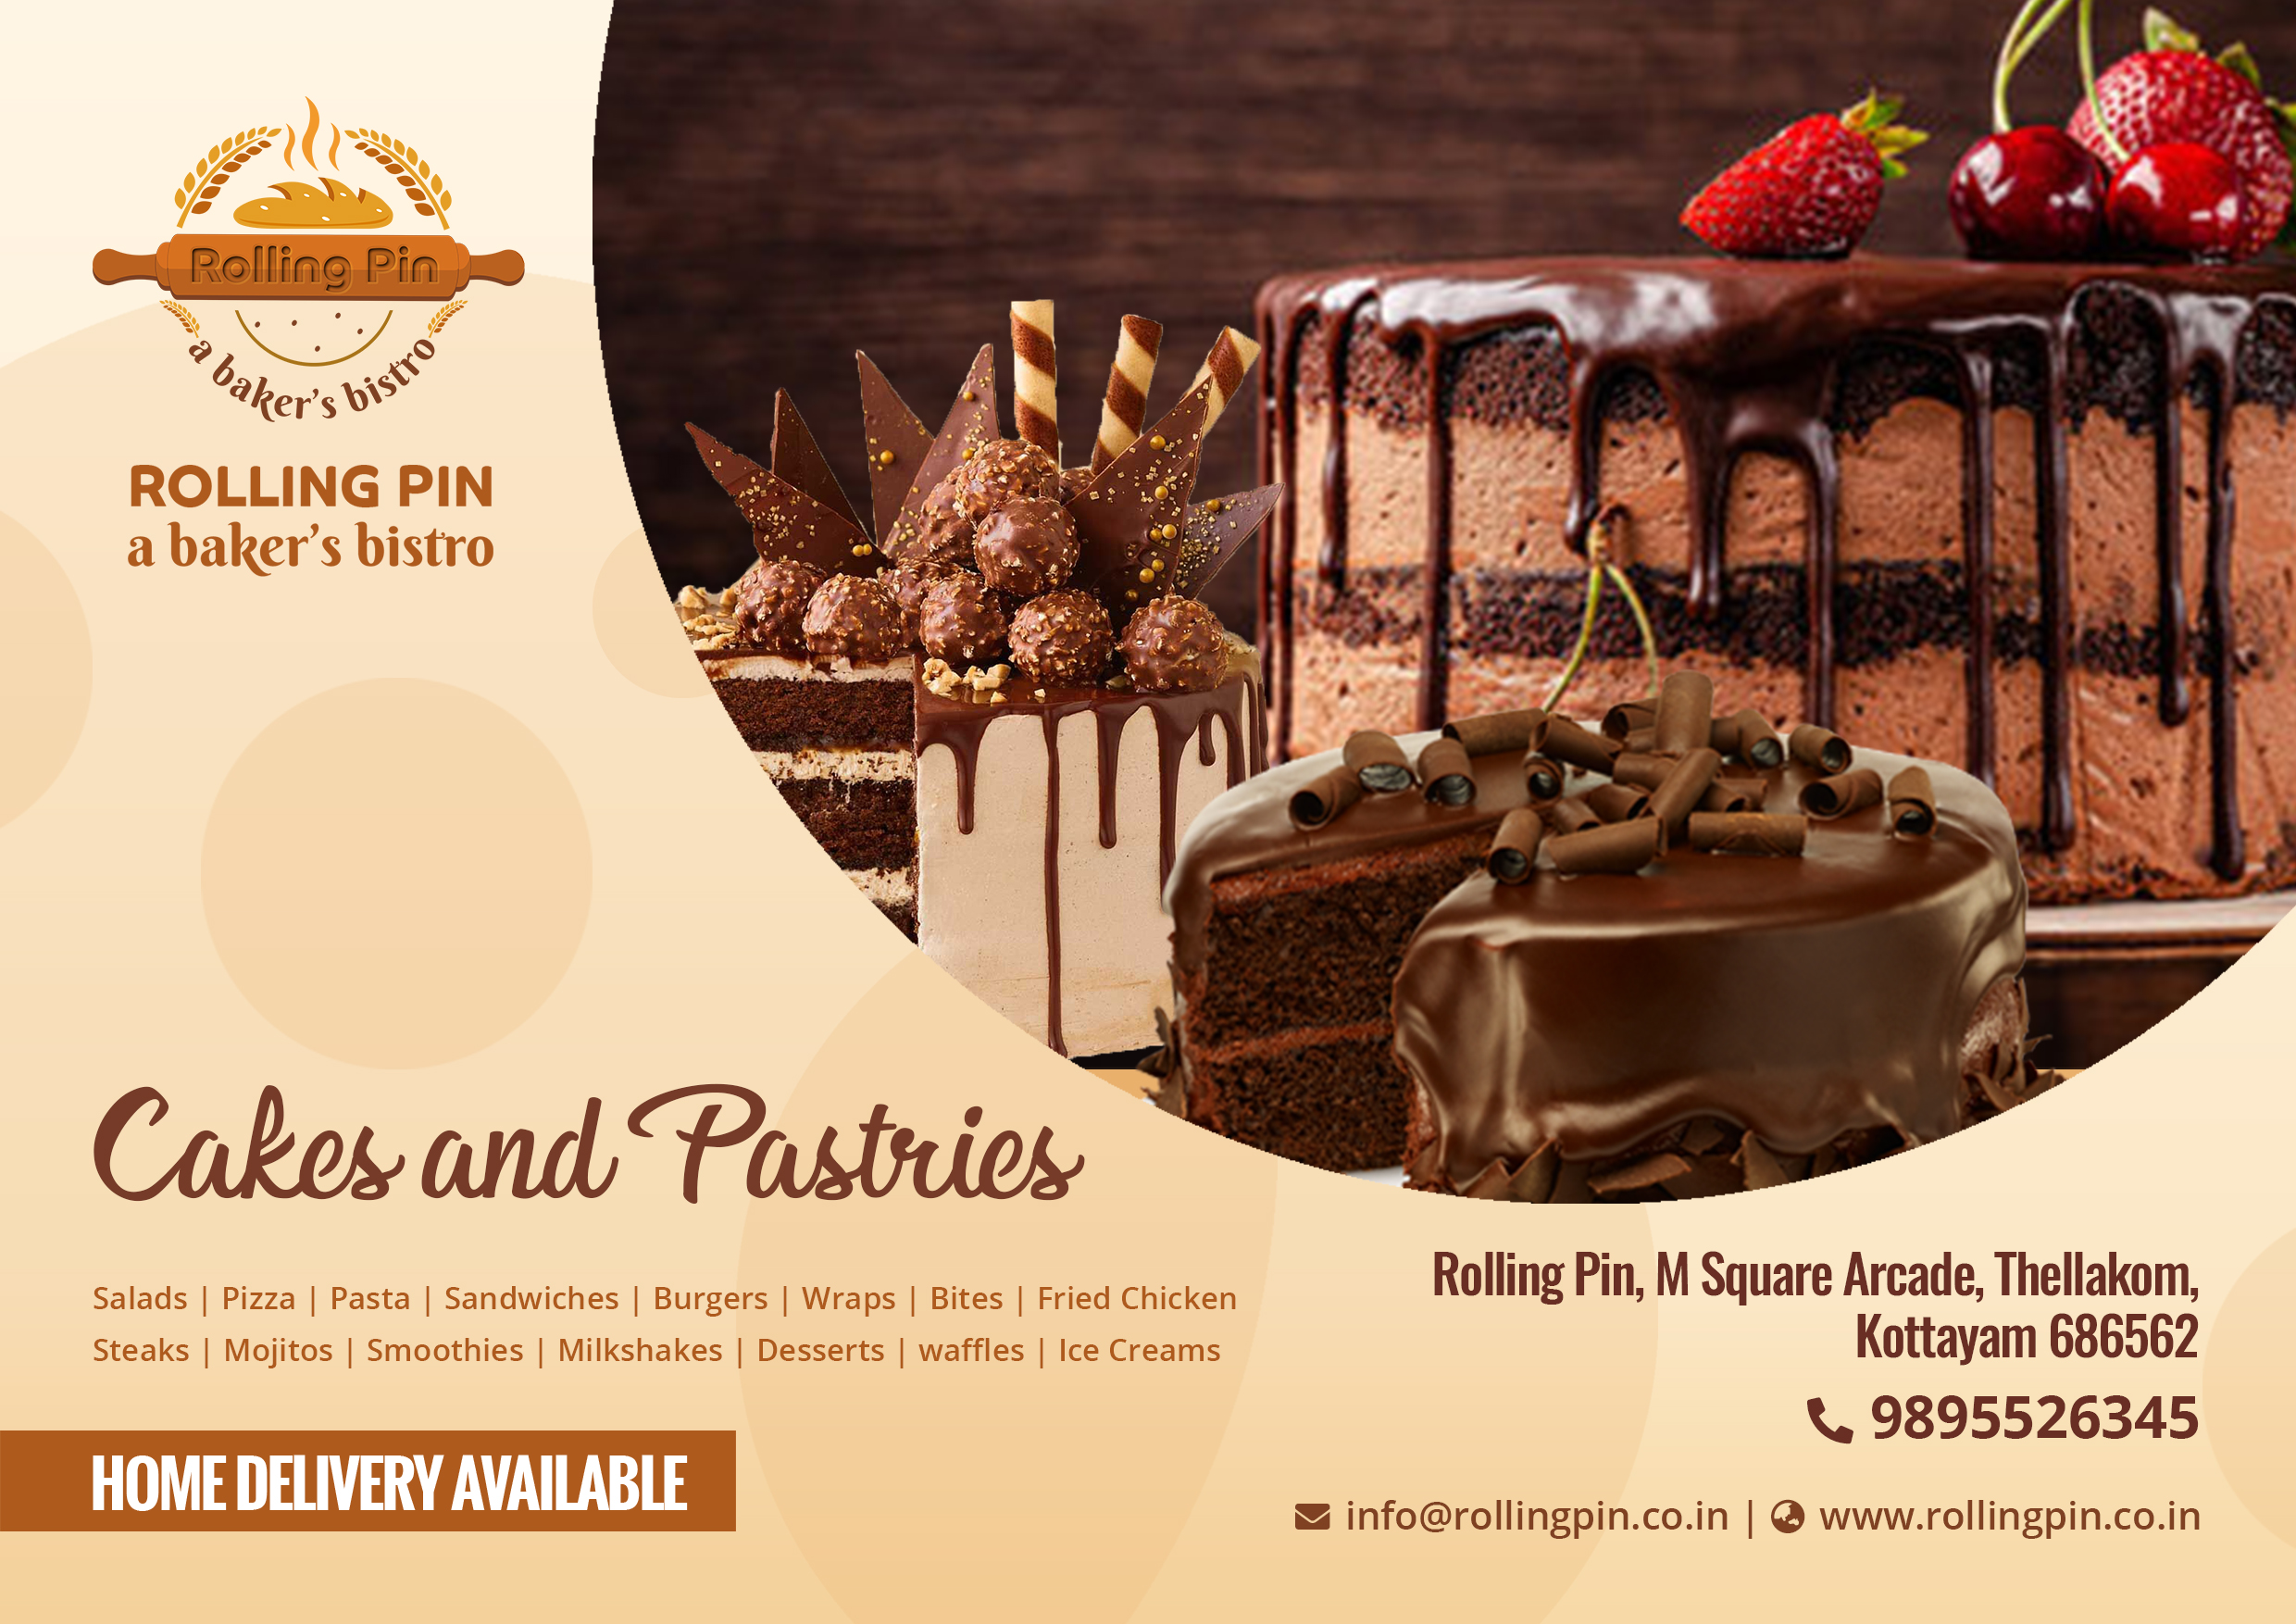 Rolling Pin
a baker's bistro
ROLLING PIN
a baker's bistro
Cakes and Pastries
Salads | Pizza | Pasta | Sandwiches | Burgers | Wraps | Bites | Fried Chicken
Steaks | Mojitos | Smoothies | Milkshakes | Desserts | waffles | Ice Creams
HOME DELIVERY AVAILABLE
Rolling Pin, M Square Arcade, Thellakom,
Kottayam 686562
9895526345
info@rollingpin.co.in | www.rollingpin.co.in